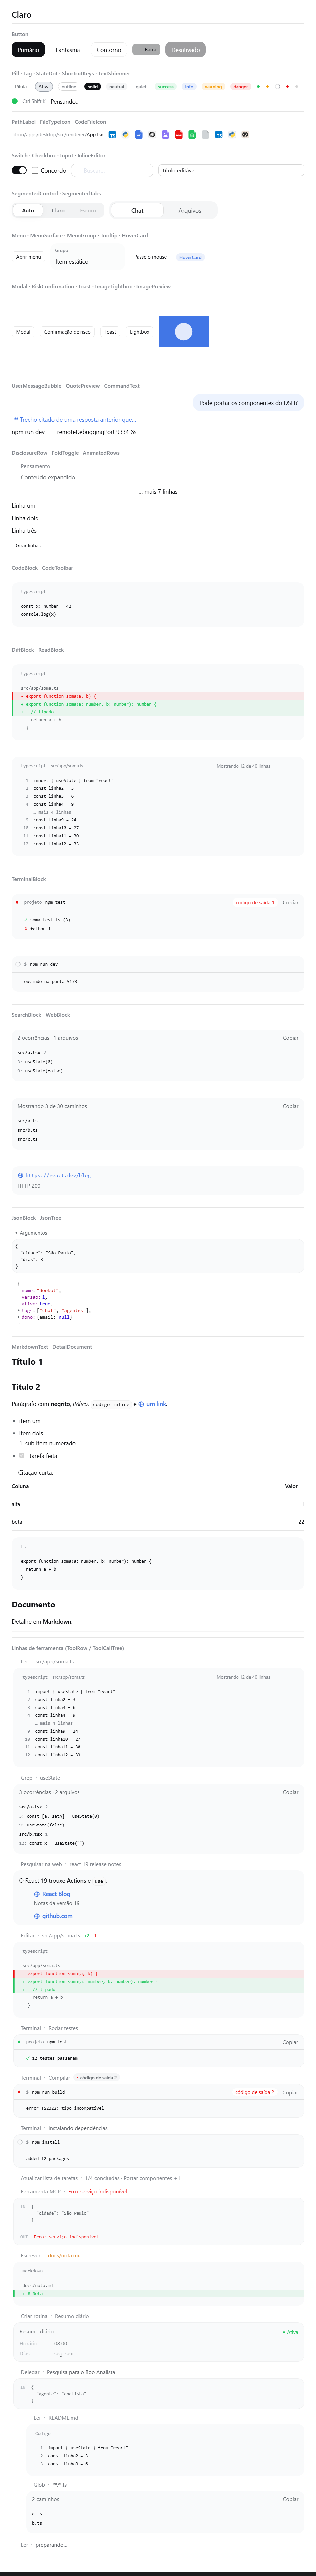 Claro
Button
Primário Fantasma Contorno Desativado
Pill · Tag · StateDot · ShortcutKeys · TextShimmer
Pílula Ativa outline solid neutral quiet success info warning danger
Ctrl Shift E Pensando...
PathLabel · FileTypeIcon · CodeFileIcon
/apps/desktop/src/renderer/App.tsx
Switch · Checkbox · Input · InlineEditor
Concordo Buscar Título editável
SegmentedControl · SegmentedTabs
Auto Claro Escuro Chat Arquivos
Menu · MenuSurface · MenuGroup · Tooltip · HoverCard
Abrir menu Grupo Passe o mouse HoverCard
Item estático
Modal · RiskConfirmation · Toast · ImageLightbox · ImagePreview
Modal Confirmação de risco Toast Lightbox
UserMessageBubble · QuotePreview · CommandText
Pode portar os componentes do DSH?
Trecho citado de uma resposta anterior que...
npm run dev -- --remoteDebuggingPort 9334 &&
DisclosureRow · FoldToggle · AnimatedRows
Pensamento
Conteúdo expandido.
... mais 7 linhas
Linha um
Linha dois
Linha três
Girar linhas
CodeBlock · CodeToolbar
typescript
const x: number = 42
console.log(x)
DiffBlock · ReadBlock
typescript
src/app/soma.ts
- export function soma(a, b) {
+ export function soma(a: number, b: number): number {
+ // tipado
return a + b
}
typescript src/app/soma.ts Mostrando 12 de 40 linhas
1 import { useState } from "react"
2 const linha2 = 3
3 const linha3 = 6
4 const linha4 = 9
… mais 4 linhas
9 const linha9 = 24
10 const linha10 = 27
11 const linha11 = 30
12 const linha12 = 33
TerminalBlock
projeto npm test código de saída 1 Copiar
✓ soma.test.ts (3)
✗ falhou 1
$ npm run dev
ouvindo na porta 5173
SearchBlock · WebBlock
2 ocorrências · 1 arquivos Copiar
src/a.tsx 2
3: useState(0)
9: useState(false)
Mostrando 3 de 30 caminhos Copiar
src/a.ts
src/b.ts
src/c.ts
https://react.dev/blog
HTTP 200
JsonBlock · JsonTree
Argumentos
{
"cidade": "São Paulo",
"dias": 3
}
{
nome: "Boobüt",
versao: 1,
ativo: true,
tags: ["chat", "agentes"],
dono: {email: null}
}
MarkdownText · DetailDocument
Título 1
Título 2
Parágrafo com negrito, itálico, código inline e um link.
• item um
• item dois
1. sub item numerado
• tarefa feita
Citação curta.
Coluna Valor
alfa 1
beta 22
ts
export function soma(a: number, b: number): number {
return a + b
}
Documento
Detalhe em Markdown.
Linhas de ferramenta (ToolRow / ToolCallTree)
Ler · src/app/soma.ts
typescript src/app/soma.ts Mostrando 12 de 40 linhas
1 import { useState } from "react"
2 const linha2 = 3
3 const linha3 = 6
4 const linha4 = 9
… mais 4 linhas
9 const linha9 = 24
10 const linha10 = 27
11 const linha11 = 30
12 const linha12 = 33
Grep · useState
3 ocorrências · 2 arquivos Copiar
src/a.tsx 2
3: const [a, setA] = useState(0)
9: useState(false)
src/b.tsx 1
12: const s = useState("")
Pesquisar na web · react 19 release notes
O React 19 trouxe Actions e use.
React Blog
Notas da versão 19
github.com
Editar · src/app/soma.ts +2 -1
typescript
src/app/soma.ts
- export function soma(a, b) {
+ export function soma(a: number, b: number): number {
+ // tipado
return a + b
}
Terminal · Rodar testes
projeto npm test Copiar
✓ 12 testes passaram
Terminal · Compilar código de saída 2
$ npm run build código de saída 2 Copiar
error TS2322: tipo incompatível
Terminal · Instalando dependências
$ npm install
added 12 packages
Atualizar lista de tarefas · 1/4 concluídas · Portar componentes +1
Ferramenta MCP · Erro: serviço indisponível
IN {
"cidade": "São Paulo"
}
OUT Erro: serviço indisponível
Escrever · docs/nota.md
markdown
docs/nota.md
+ # Nota
Criar rotina · Resumo diário
Resumo diário Ativa
Horário 08:00
Dias seg-sex
Delegar · Pesquisa para o Boo Analista
IN {
"agente": "analista"
}
Ler · README.md
Código
1 import { useState } from "react"
2 const linha2 = 3
3 const linha3 = 6
Glob · **/*.ts
2 caminhos Copiar
a.ts
b.ts
Ler · preparando...